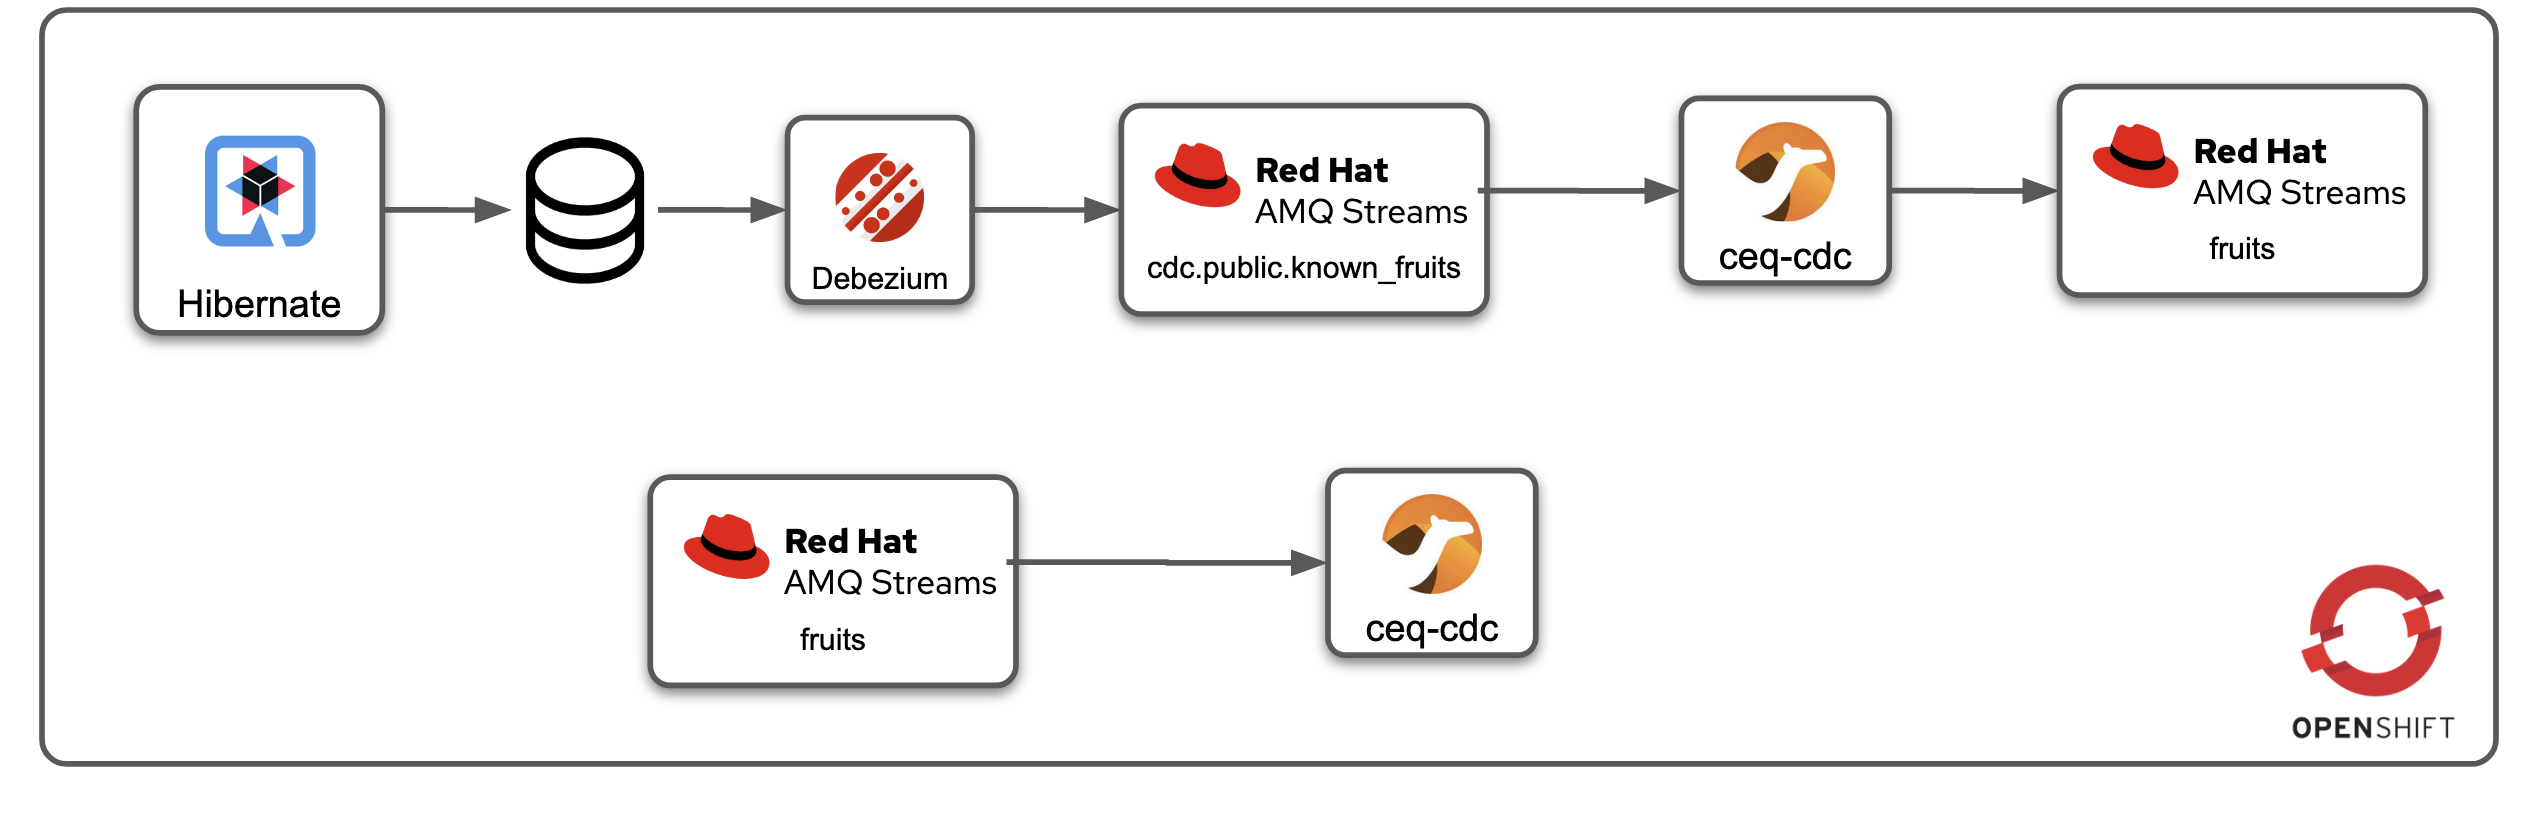 Hibernate
Debezium
Red Hat
AMQ Streams
cdc.public.known_fruits
ceq-cdc
Red Hat
AMQ Streams
fruits
Red Hat
AMQ Streams
fruits
ceq-cdc
OPENSHIFT